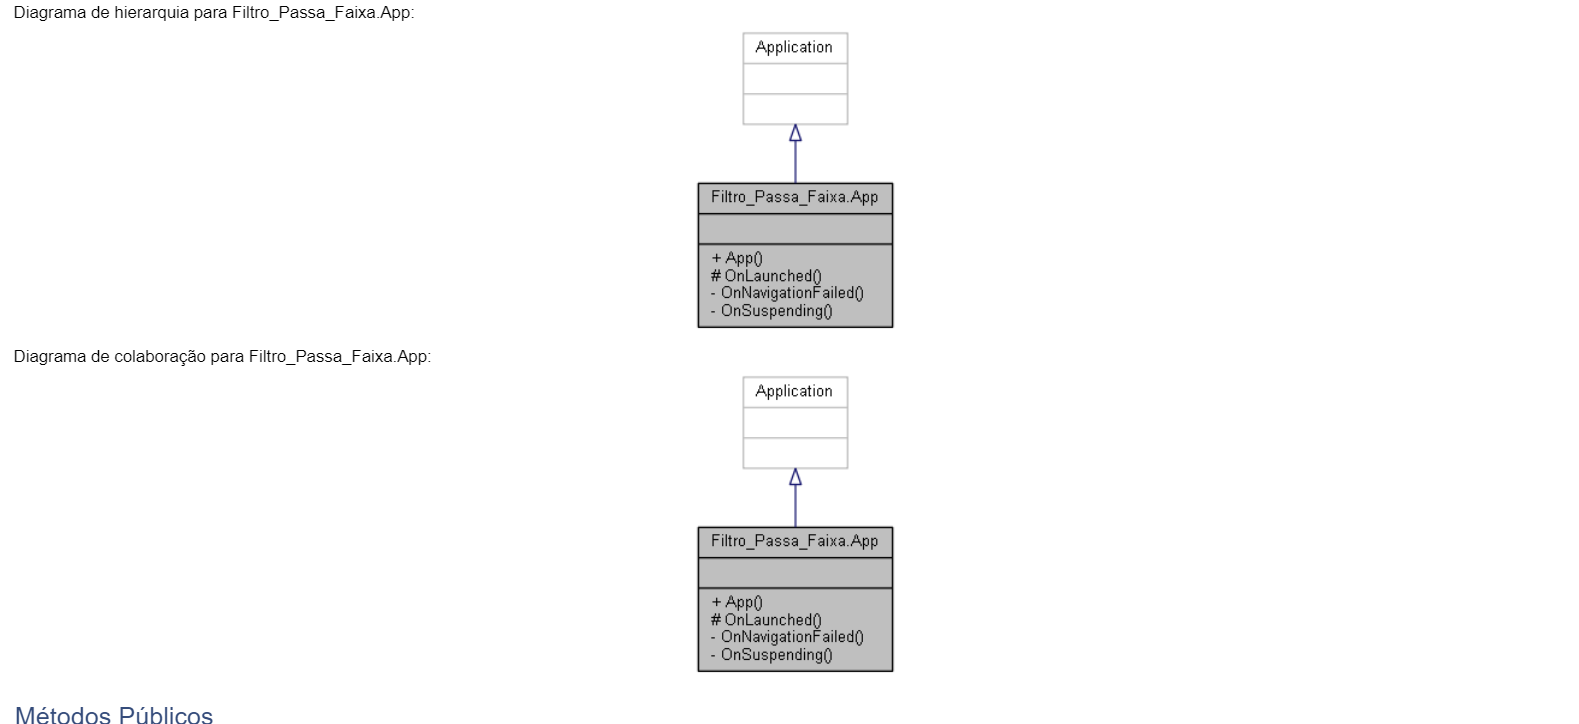 Diagrama de hierarquia para Filtro_Passa_Faixa.App:
Application
Filtro_Passa_Faixa.App
+ App()
# OnLaunched()
- OnNavigationFailed()
- OnSuspending()
Diagrama de colaboração para Filtro_Passa_Faixa.App:
Application
Filtro_Passa_Faixa.App
+ App()
# OnLaunched()
- OnNavigationFailed()
- OnSuspending()
Métodos Públicos